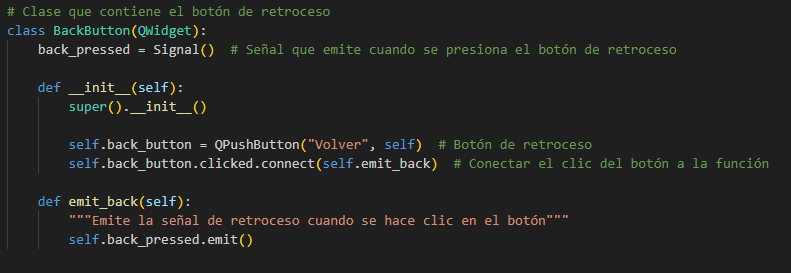 # Clase que contiene el botón de retroceso
class BackButton(QWidget):
    back_pressed = Signal()  # Señal que emite cuando se presiona el botón de retroceso
    def __init__(self):
        super().__init__()
        self.back_button = QPushButton("Volver", self)  # Botón de retroceso
        self.back_button.clicked.connect(self.emit_back)  # Conectar el clic del botón a la función
    def emit_back(self):
        """Emite la señal de retroceso cuando se hace clic en el botón"""
        self.back_pressed.emit()